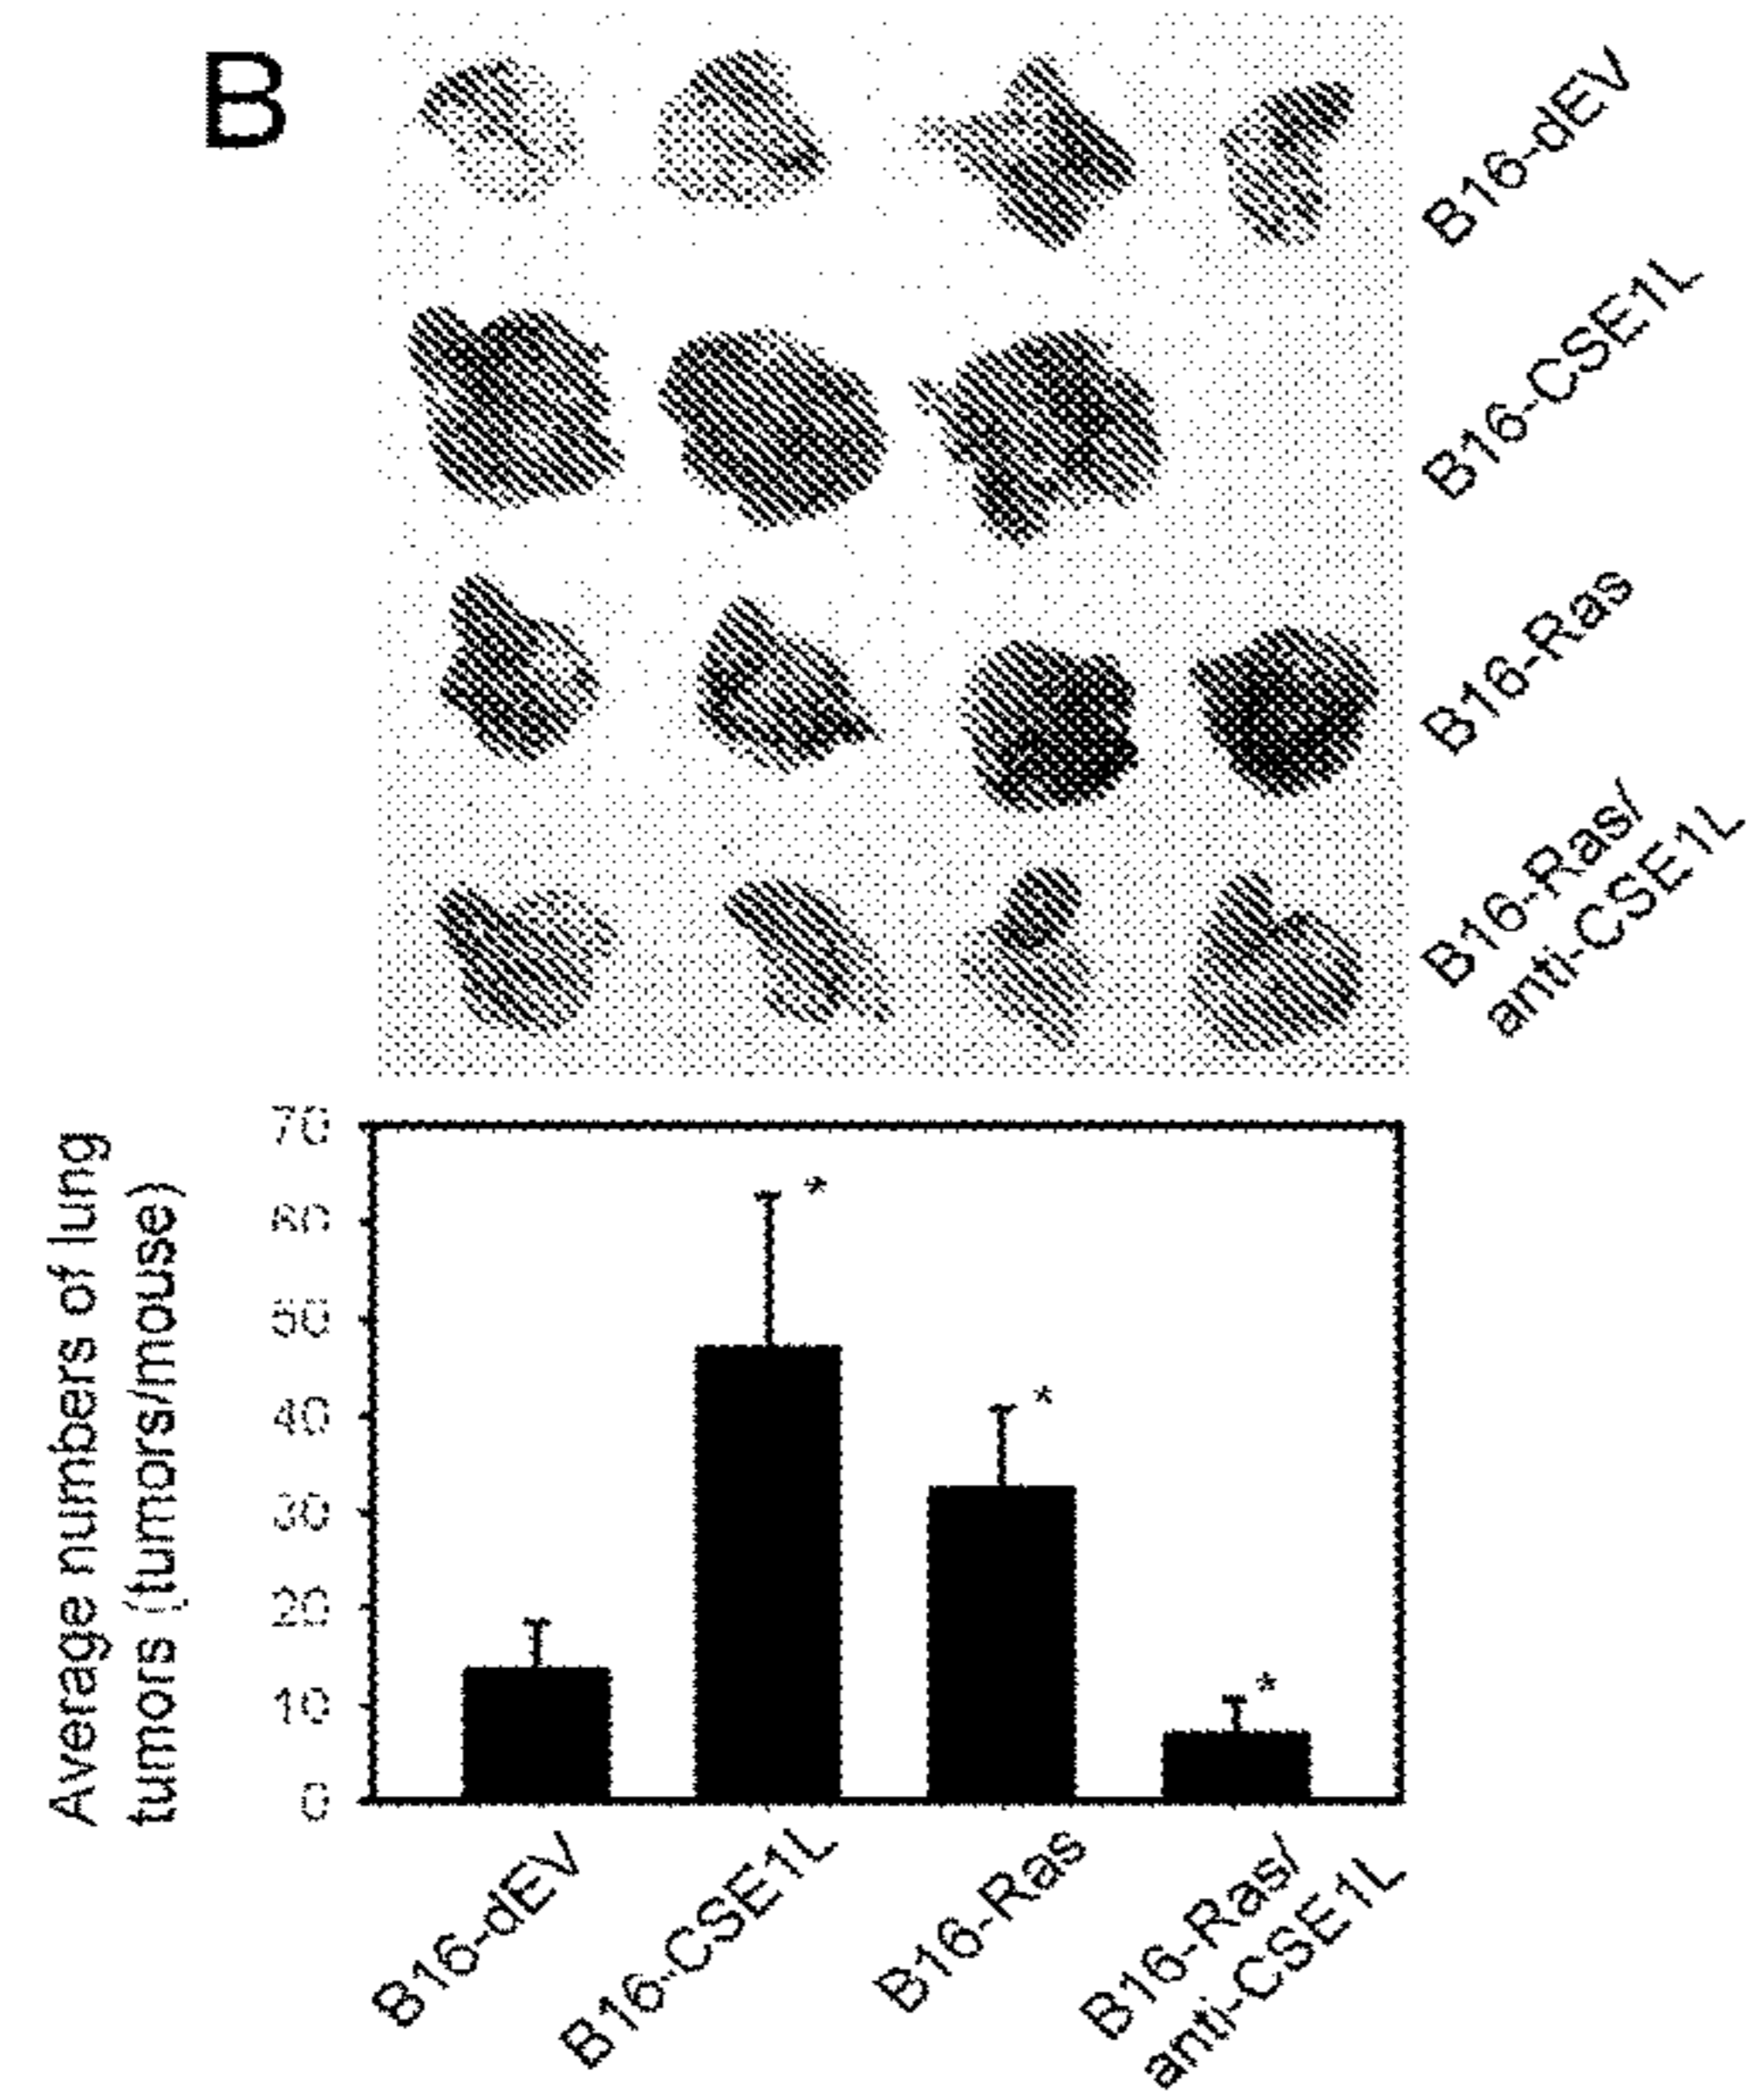 B
B16-dEV
B16-CSE1L
B16-Ras
B16-Ras/
anti-CSE1L
Average numbers of lung
tumors (tumors/mouse)
70
60
50
40
30
20
10
0
*
*
*
*
B16-dEV
B16-CSE1L
B16-Ras
B16-Ras/
anti-CSE1L